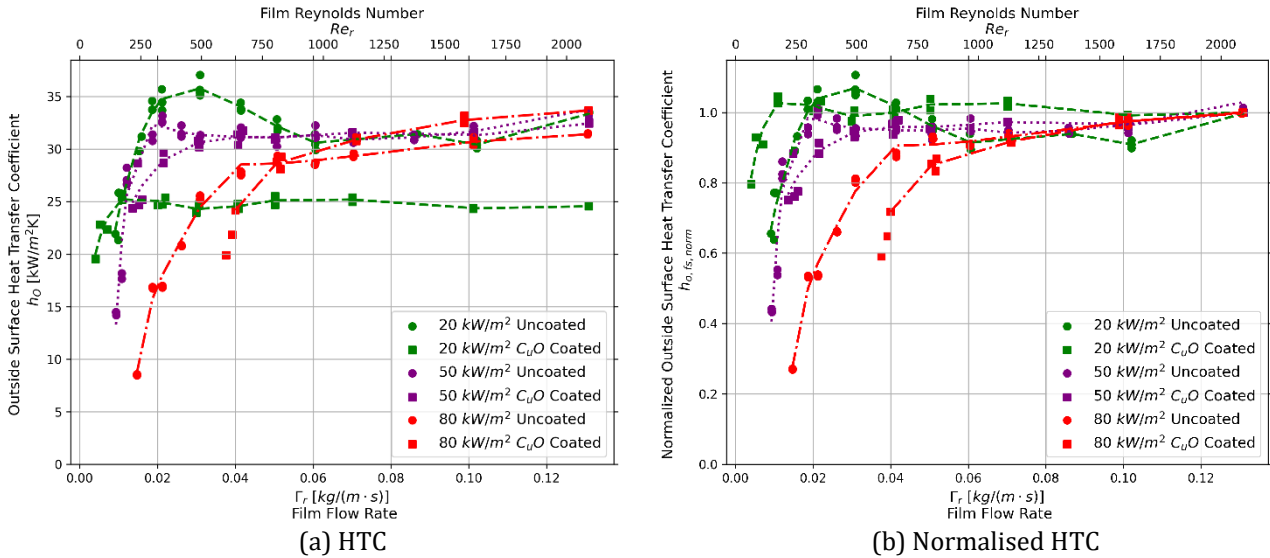 Film Reynolds Number
Re_r
0 250 500 750 1000 1250 1500 1750 2000
Outside Surface Heat Transfer Coefficient
h_O [kW/m²K]
35
30
25
20
15
10
5
0
20 kW/m² Uncoated
20 kW/m² C_uO Coated
50 kW/m² Uncoated
50 kW/m² C_uO Coated
80 kW/m² Uncoated
80 kW/m² C_uO Coated
0.00 0.02 0.04 0.06 0.08 0.10 0.12
Γ_r [kg/(m · s)]
Film Flow Rate
(a) HTC
Film Reynolds Number
Re_r
0 250 500 750 1000 1250 1500 1750 2000
Normalized Outside Surface Heat Transfer Coefficient
h_o,fs,norm
1.0
0.8
0.6
0.4
0.2
0.0
20 kW/m² Uncoated
20 kW/m² C_uO Coated
50 kW/m² Uncoated
50 kW/m² C_uO Coated
80 kW/m² Uncoated
80 kW/m² C_uO Coated
0.00 0.02 0.04 0.06 0.08 0.10 0.12
Γ_r [kg/(m · s)]
Film Flow Rate
(b) Normalised HTC